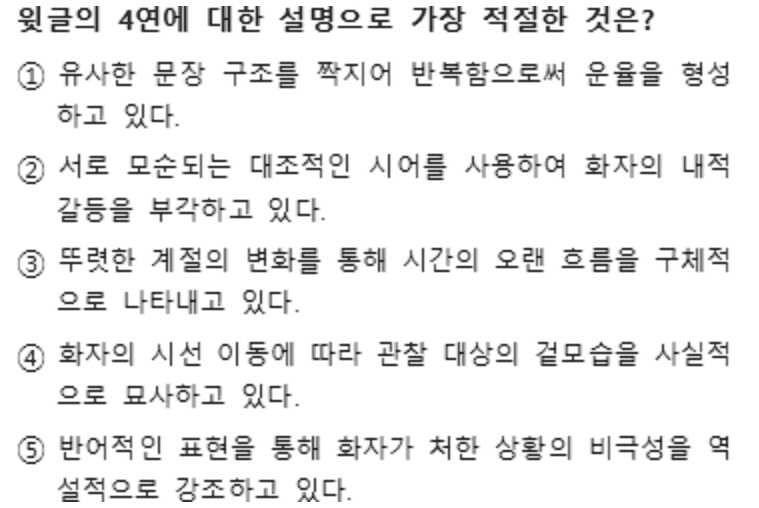 윗글의 4연에 대한 설명으로 가장 적절한 것은?
① 유사한 문장 구조를 짝지어 반복함으로써 운율을 형성
하고 있다.
② 서로 모순되는 대조적인 시어를 사용하여 화자의 내적
갈등을 부각하고 있다.
③ 뚜렷한 계절의 변화를 통해 시간의 오랜 흐름을 구체적
으로 나타내고 있다.
④ 화자의 시선 이동에 따라 관찰 대상의 겉모습을 사실적
으로 묘사하고 있다.
⑤ 반어적인 표현을 통해 화자가 처한 상황의 비극성을 역
설적으로 강조하고 있다.